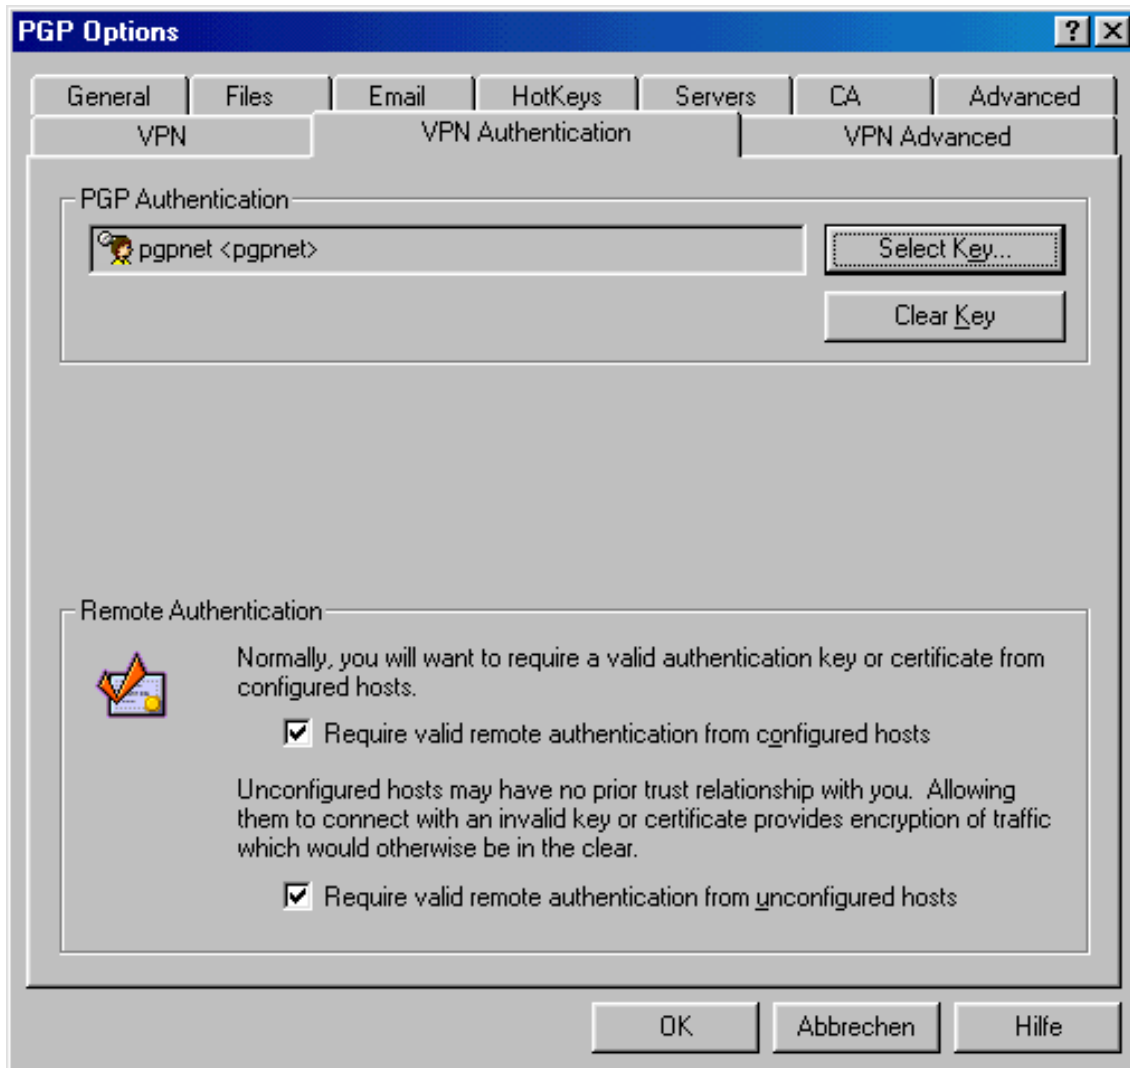 PGP Options
General Files Email HotKeys Servers CA Advanced
VPN VPN Authentication VPN Advanced
PGP Authentication
pgpnet <pgpnet>
Select Key...
Clear Key
Remote Authentication
Normally, you will want to require a valid authentication key or certificate from
configured hosts.
Require valid remote authentication from configured hosts
Unconfigured hosts may have no prior trust relationship with you.  Allowing
them to connect with an invalid key or certificate provides encryption of traffic
which would otherwise be in the clear.
Require valid remote authentication from unconfigured hosts
OK Abbrechen Hilfe